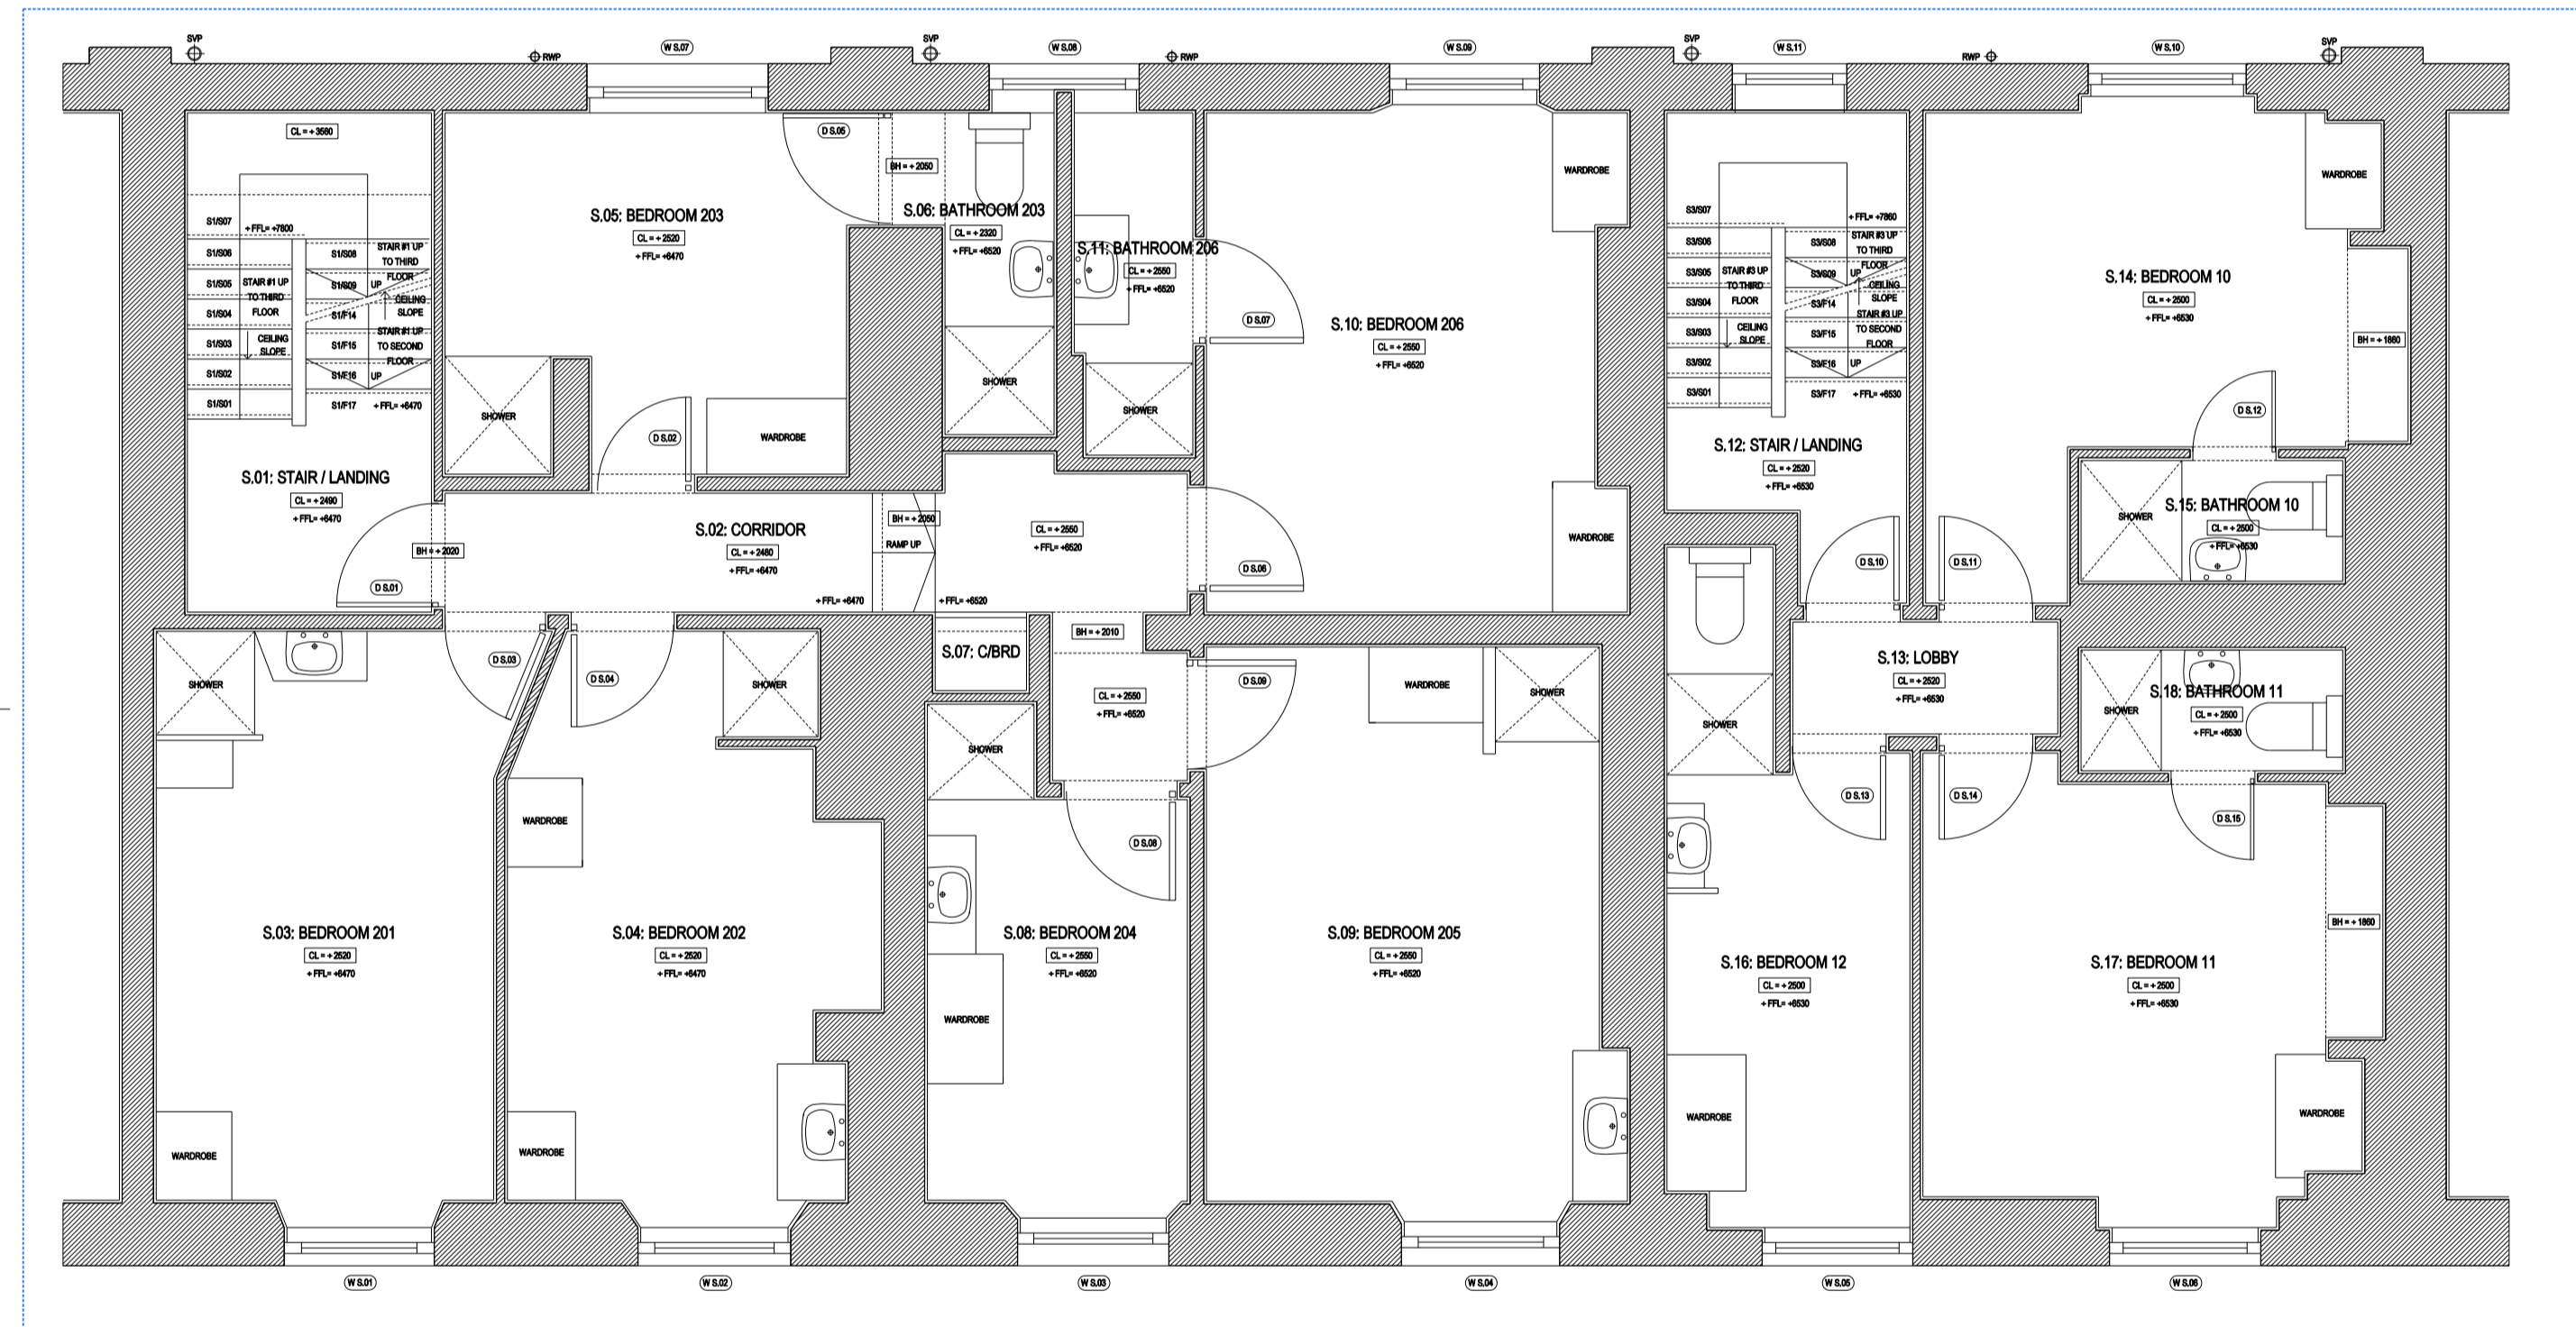 SVP
RWP
W S.07
SVP
W S.08
RWP
W S.09
SVP
W S.11
RWP
W S.10
SVP
CL = + 3560
S1/S07
+ FFL= +7800
S1/S06
S1/S05
S1/S04
S1/S03
S1/S02
S1/S01
STAIR #1 UP
TO THIRD
FLOOR
CEILING
SLOPE
S1/S08
S1/S09
S1/F14
S1/F15
S1/F16
S1/F17
STAIR #1 UP
TO THIRD
FLOOR
UP
CEILING
SLOPE
STAIR #1 UP
TO SECOND
FLOOR
UP
+ FFL= +6470
S.01: STAIR / LANDING
CL = + 2490
+ FFL= +6470
D S.01
BH = + 2020
S.05: BEDROOM 203
CL = + 2520
+ FFL= +6470
D S.05
BH = + 2050
SHOWER
D S.02
WARDROBE
S.06: BATHROOM 203
CL = + 2320
+ FFL= +6520
SHOWER
S.11: BATHROOM 206
CL = + 2550
+ FFL= +6520
SHOWER
D S.07
S.10: BEDROOM 206
CL = + 2550
+ FFL= +6520
WARDROBE
WARDROBE
D S.06
S.02: CORRIDOR
CL = + 2480
+ FFL= +6470
BH = + 2050
RAMP UP
+ FFL= +6470
+ FFL= +6520
CL = + 2550
+ FFL= +6520
S3/S07
S3/S06
S3/S05
S3/S04
S3/S03
S3/S02
S3/S01
STAIR #3 UP
TO THIRD
FLOOR
CEILING
SLOPE
+ FFL= +7860
S3/S08
S3/S09
S3/F14
S3/F15
S3/F16
S3/F17
STAIR #3 UP
TO THIRD
FLOOR
UP
CEILING
SLOPE
STAIR #3 UP
TO SECOND
FLOOR
UP
+ FFL= +6530
S.12: STAIR / LANDING
CL = + 2520
+ FFL= +6530
D S.10
D S.11
S.14: BEDROOM 10
CL = + 2500
+ FFL= +6530
WARDROBE
BH = + 1860
D S.12
S.15: BATHROOM 10
CL = + 2500
+ FFL= +6530
SHOWER
S.13: LOBBY
CL = + 2520
+ FFL= +6530
S.18: BATHROOM 11
CL = + 2500
+ FFL= +6530
SHOWER
D S.13
D S.14
D S.15
SHOWER
D S.03
D S.04
SHOWER
S.07: C/BRD
BH = + 2010
CL = + 2550
+ FFL= +6520
D S.09
WARDROBE
SHOWER
SHOWER
SHOWER
D S.08
WARDROBE
S.03: BEDROOM 201
CL = + 2520
+ FFL= +6470
WARDROBE
S.04: BEDROOM 202
CL = + 2520
+ FFL= +6470
WARDROBE
S.08: BEDROOM 204
CL = + 2550
+ FFL= +6520
WARDROBE
S.09: BEDROOM 205
CL = + 2550
+ FFL= +6520
S.16: BEDROOM 12
CL = + 2500
+ FFL= +6530
WARDROBE
S.17: BEDROOM 11
CL = + 2500
+ FFL= +6530
BH = + 1860
WARDROBE
W S.01
W S.02
W S.03
W S.04
W S.05
W S.06